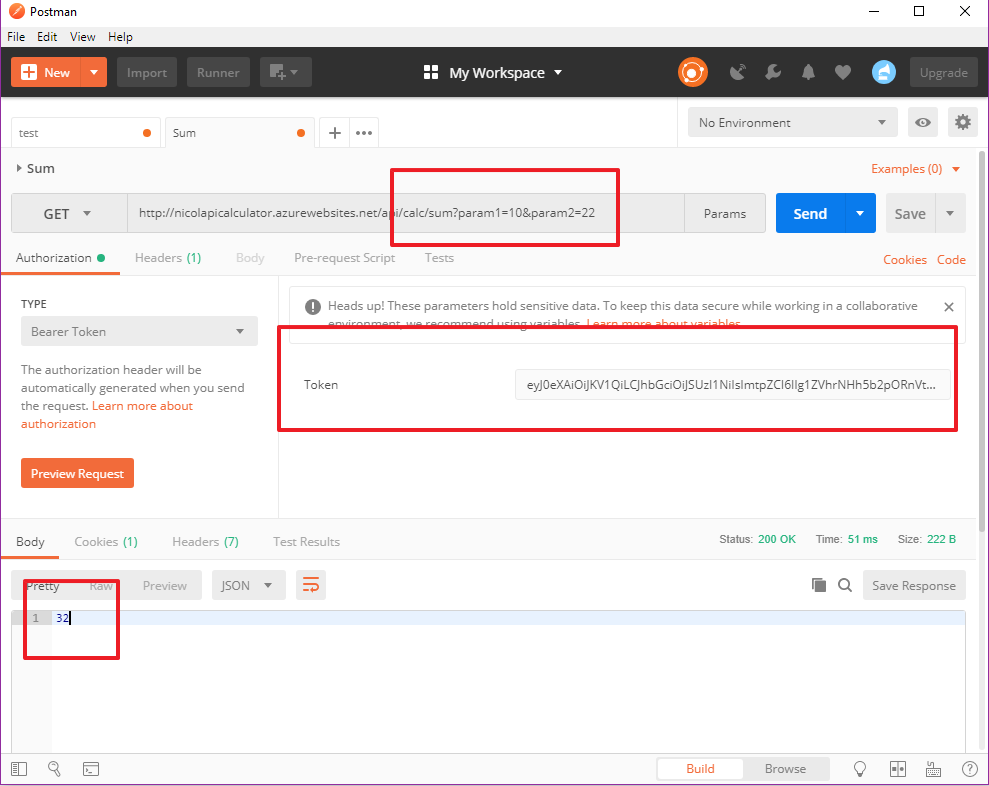 Postman
File Edit View Help
New Import Runner My Workspace Upgrade
test Sum No Environment
Sum Examples (0)
GET http://nicolapicalculator.azurewebsites.net/api/calc/sum?param1=10&param2=22 Params Send Save
Authorization Headers (1) Body Pre-request Script Tests Cookies Code
TYPE
Bearer Token
The authorization header will be
automatically generated when you send
the request. Learn more about
authorization
Preview Request
Heads up! These parameters hold sensitive data. To keep this data secure while working in a collaborative
environment, we recommend using variables. Learn more about variables
Token eyJ0eXAiOiJKV1QiLCJhbGciOiJSUzI1NiIsImtpZCI6IIg1ZVhrNHh5b2pORnVt...
Body Cookies (1) Headers (7) Test Results Status: 200 OK Time: 51 ms Size: 222 B
Pretty Raw Preview JSON Save Response
1 32
Build Browse